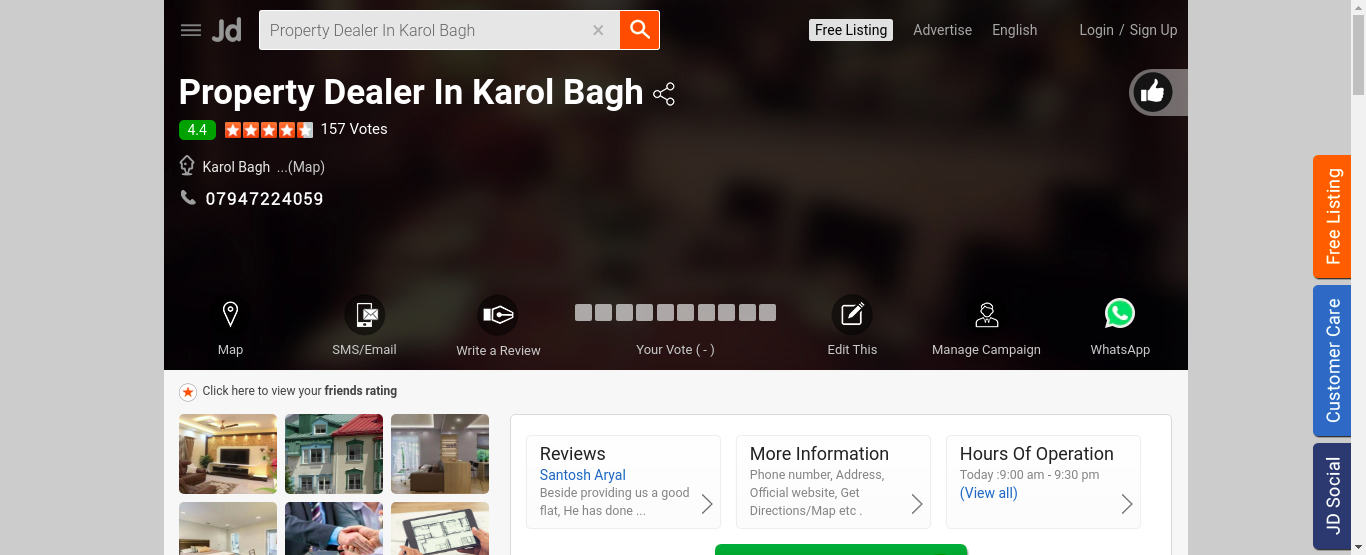 Jd
Property Dealer In Karol Bagh
Free Listing
Advertise
English
Login / Sign Up
Property Dealer In Karol Bagh
4.4
157 Votes
Karol Bagh ...(Map)
07947224059
Map
SMS/Email
Write a Review
Your Vote ( - )
Edit This
Manage Campaign
WhatsApp
Click here to view your friends rating
Reviews
Santosh Aryal
Beside providing us a good
flat, He has done ...
More Information
Phone number, Address,
Official website, Get
Directions/Map etc .
Hours Of Operation
Today :9:00 am - 9:30 pm
(View all)
Free Listing
Customer Care
JD Social